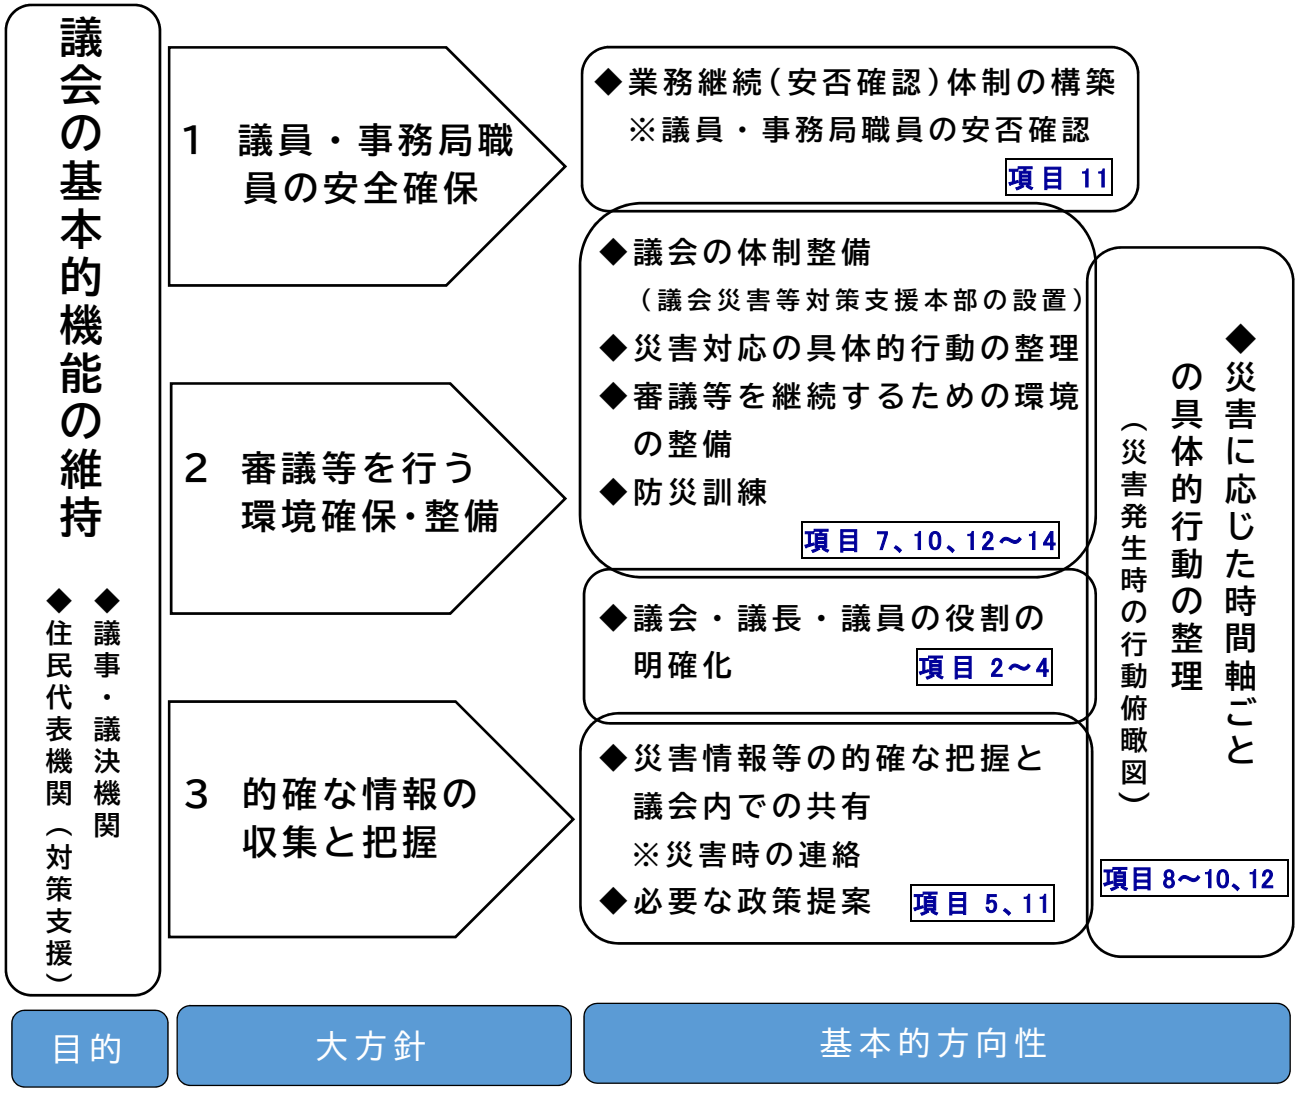 議会の基本的機能の維持
◆議事・議決機関
◆住民代表機関（対策支援）
1 議員・事務局職
員の安全確保
2 審議等を行う
環境確保・整備
3 的確な情報の
収集と把握
◆業務継続(安否確認)体制の構築
※議員・事務局職員の安否確認
項目 11
◆議会の体制整備
（議会災害等対策支援本部の設置）
◆災害対応の具体的行動の整理
◆審議等を継続するための環境
の整備
◆防災訓練
項目 7、10、12～14
◆議会・議長・議員の役割の
明確化
項目 2～4
◆災害情報等の的確な把握と
議会内での共有
※災害時の連絡
◆必要な政策提案
項目 5、11
◆災害に応じた時間軸ごと
の具体的行動の整理
（災害発生時の行動俯瞰図）
項目 8～10、12
目的
大方針
基本的方向性